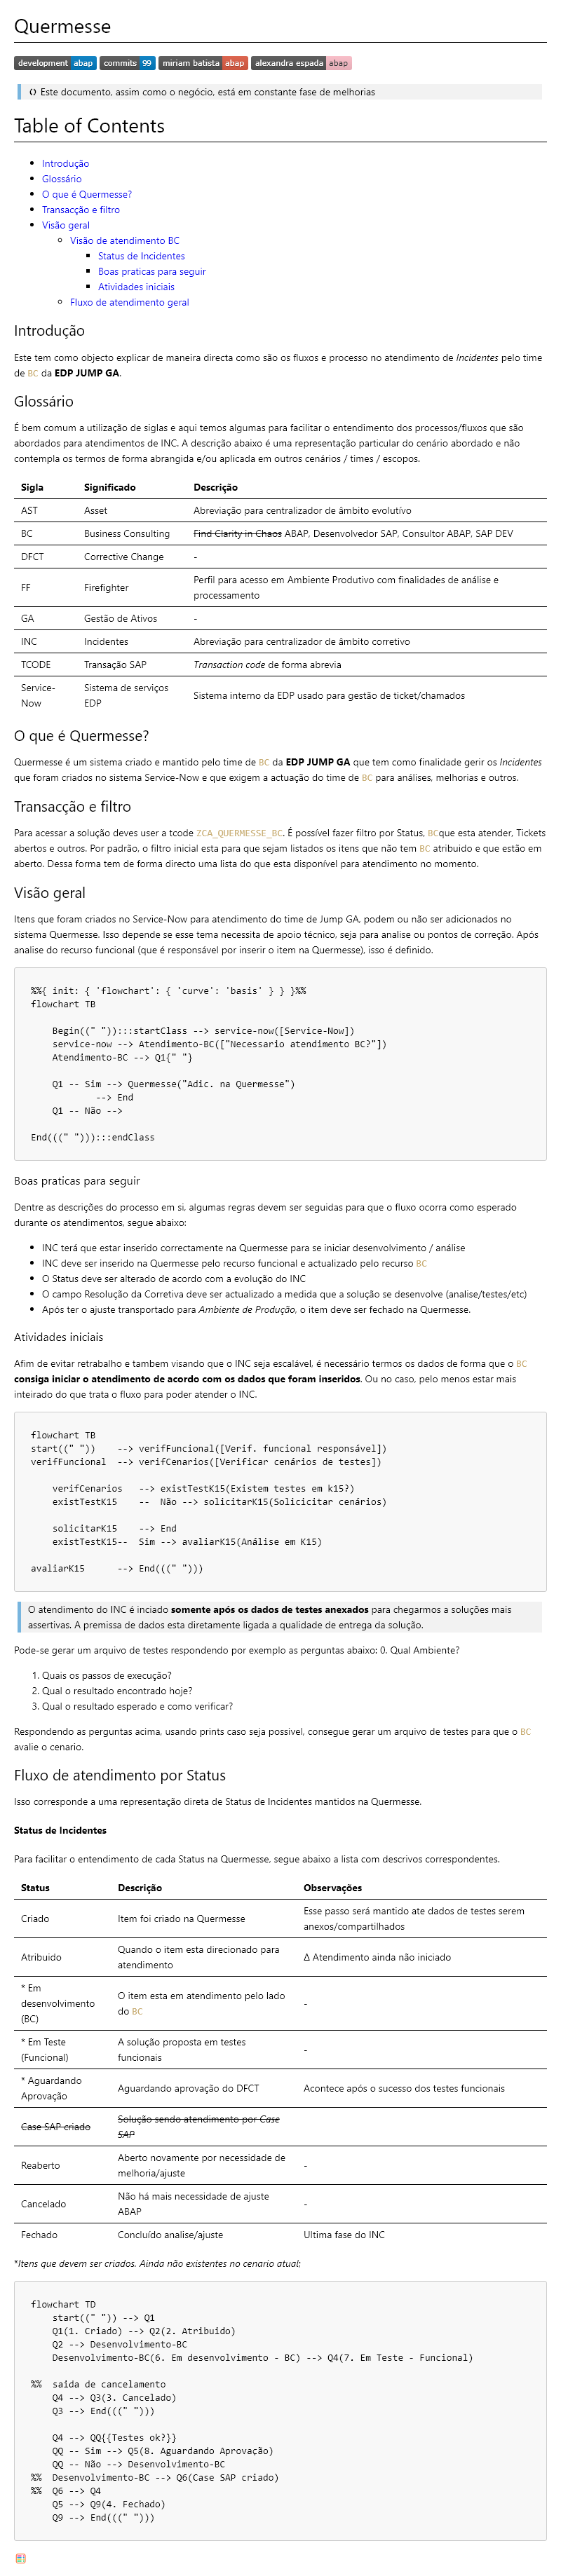 Quermesse
development abap commits 99 miriam batista abap alexandra espada abap
Este documento, assim como o negócio, está em constante fase de melhorias
Table of Contents
Introdução
Glossário
O que é Quermesse?
Transacção e filtro
Visão geral
Visão de atendimento BC
Status de Incidentes
Boas praticas para seguir
Atividades iniciais
Fluxo de atendimento geral
Introdução
Este tem como objecto explicar de maneira directa como são os fluxos e processo no atendimento de Incidentes pelo time
de BC da EDP JUMP GA.
Glossário
É bem comum a utilização de siglas e aqui temos algumas para facilitar o entendimento dos processos/fluxos que são
abordados para atendimentos de INC. A descrição abaixo é uma representação particular do cenário abordado e não
contempla os termos de forma abrangida e/ou aplicada em outros cenários / times / escopos.
Sigla Significado Descrição
AST Asset Abreviação para centralizador de âmbito evolutívo
BC Business Consulting Find Clarity in Chaos ABAP, Desenvolvedor SAP, Consultor ABAP, SAP DEV
DFCT Corrective Change -
FF Firefighter Perfil para acesso em Ambiente Produtivo com finalidades de análise e
processamento
GA Gestão de Ativos -
INC Incidentes Abreviação para centralizador de âmbito corretivo
TCODE Transação SAP Transaction code de forma abrevia
Service-
Now Sistema de serviços
EDP Sistema interno da EDP usado para gestão de ticket/chamados
O que é Quermesse?
Quermesse é um sistema criado e mantido pelo time de BC da EDP JUMP GA que tem como finalidade gerir os Incidentes
que foram criados no sistema Service-Now e que exigem a actuação do time de BC para análises, melhorias e outros.
Transacção e filtro
Para acessar a solução deves user a tcode ZCA_QUERMESSE_BC. É possível fazer filtro por Status, BCque esta atender, Tickets
abertos e outros. Por padrão, o filtro inicial esta para que sejam listados os itens que não tem BC atribuido e que estão em
aberto. Dessa forma tem de forma directo uma lista do que esta disponível para atendimento no momento.
Visão geral
Itens que foram criados no Service-Now para atendimento do time de Jump GA, podem ou não ser adicionados no
sistema Quermesse. Isso depende se esse tema necessita de apoio técnico, seja para analise ou pontos de correção. Após
analise do recurso funcional (que é responsável por inserir o item na Quermesse), isso é definido.
%%{ init: { 'flowchart': { 'curve': 'basis' } } }%%
flowchart TB
Begin((" ")):::startClass --> service-now([Service-Now])
service-now --> Atendimento-BC(["Necessario atendimento BC?"])
Atendimento-BC --> Q1{" "}
Q1 -- Sim --> Quermesse("Adic. na Quermesse")
--> End
Q1 -- Não -->
End(((" "))):::endClass
Boas praticas para seguir
Dentre as descrições do processo em si, algumas regras devem ser seguidas para que o fluxo ocorra como esperado
durante os atendimentos, segue abaixo:
INC terá que estar inserido correctamente na Quermesse para se iniciar desenvolvimento / análise
INC deve ser inserido na Quermesse pelo recurso funcional e actualizado pelo recurso BC
O Status deve ser alterado de acordo com a evolução do INC
O campo Resolução da Corretiva deve ser actualizado a medida que a solução se desenvolve (analise/testes/etc)
Após ter o ajuste transportado para Ambiente de Produção, o item deve ser fechado na Quermesse.
Atividades iniciais
Afim de evitar retrabalho e tambem visando que o INC seja escalável, é necessário termos os dados de forma que o BC
consiga iniciar o atendimento de acordo com os dados que foram inseridos. Ou no caso, pelo menos estar mais
inteirado do que trata o fluxo para poder atender o INC.
flowchart TB
start((" ")) --> verifFuncional([Verif. funcional responsável])
verifFuncional --> verifCenarios([Verificar cenários de testes])
verifCenarios --> existTestK15(Existem testes em k15?)
existTestK15 -- Não --> solicitarK15(Solicicitar cenários)
solicitarK15 --> End
existTestK15-- Sim --> avaliarK15(Análise em K15)
avaliarK15 --> End(((" ")))
O atendimento do INC é inciado somente após os dados de testes anexados para chegarmos a soluções mais
assertivas. A premissa de dados esta diretamente ligada a qualidade de entrega da solução.
Pode-se gerar um arquivo de testes respondendo por exemplo as perguntas abaixo: 0. Qual Ambiente?
1. Quais os passos de execução?
2. Qual o resultado encontrado hoje?
3. Qual o resultado esperado e como verificar?
Respondendo as perguntas acima, usando prints caso seja possivel, consegue gerar um arquivo de testes para que o BC
avalie o cenario.
Fluxo de atendimento por Status
Isso corresponde a uma representação direta de Status de Incidentes mantidos na Quermesse.
Status de Incidentes
Para facilitar o entendimento de cada Status na Quermesse, segue abaixo a lista com descrivos correspondentes.
Status Descrição Observações
Criado Item foi criado na Quermesse Esse passo será mantido ate dados de testes serem
anexos/compartilhados
Atribuido Quando o item esta direcionado para
atendimento Δ Atendimento ainda não iniciado
* Em
desenvolvimento
(BC) O item esta em atendimento pelo lado
do BC -
* Em Teste
(Funcional) A solução proposta em testes
funcionais -
* Aguardando
Aprovação Aguardando aprovação do DFCT Acontece após o sucesso dos testes funcionais
Case SAP criado Solução sendo atendimento por Case
SAP
Reaberto Aberto novamente por necessidade de
melhoria/ajuste -
Cancelado Não há mais necessidade de ajuste
ABAP -
Fechado Concluído analise/ajuste Ultima fase do INC
*Itens que devem ser criados. Ainda não existentes no cenario atual;
flowchart TD
start((" ")) --> Q1
Q1(1. Criado) --> Q2(2. Atribuido)
Q2 --> Desenvolvimento-BC
Desenvolvimento-BC(6. Em desenvolvimento - BC) --> Q4(7. Em Teste - Funcional)
%% saida de cancelamento
Q4 --> Q3(3. Cancelado)
Q3 --> End(((" ")))
Q4 --> QQ{{Testes ok?}}
QQ -- Sim --> Q5(8. Aguardando Aprovação)
QQ -- Não --> Desenvolvimento-BC
%% Desenvolvimento-BC --> Q6(Case SAP criado)
%% Q6 --> Q4
Q5 --> Q9(4. Fechado)
Q9 --> End(((" ")))